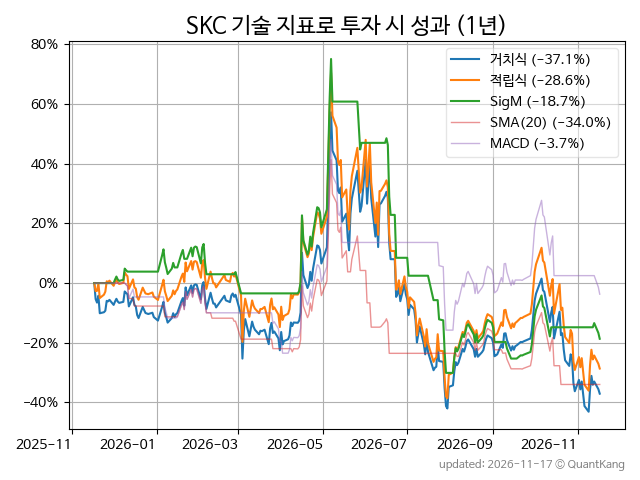 SKC 기술 지표로 투자 시 성과 (1년)
80%
60%
40%
20%
0%
−20%
−40%
거치식 (−37.1%)
적립식 (−28.6%)
SigM (−18.7%)
SMA(20) (−34.0%)
MACD (−3.7%)
2025-11 2026-01 2026-03 2026-05 2026-07 2026-09 2026-11
updated: 2026-11-17 © QuantKang